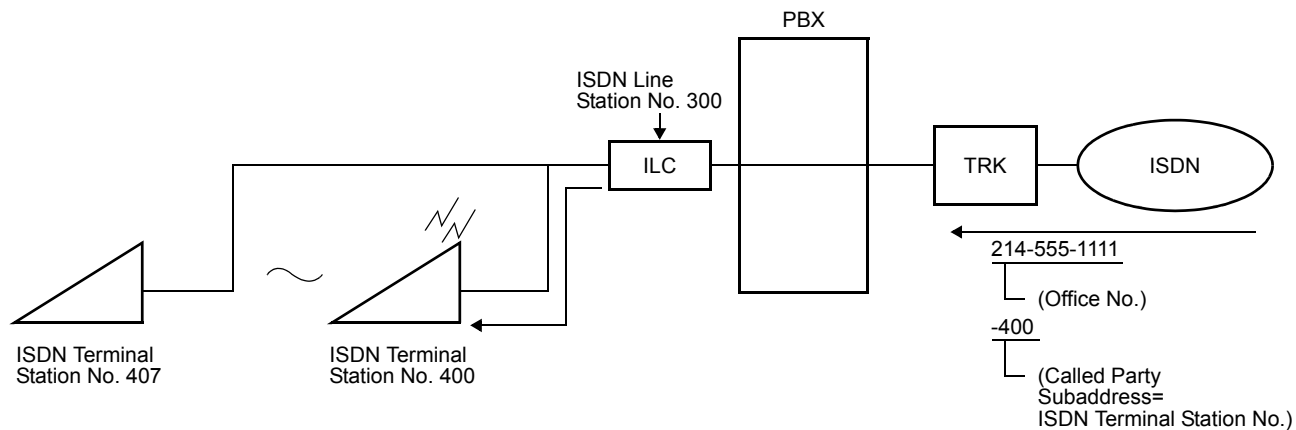 PBX
ISDN Line
Station No. 300
ILC
TRK
ISDN
214-555-1111
(Office No.)
-400
(Called Party
Subaddress=
ISDN Terminal Station No.)
ISDN Terminal
Station No. 407
ISDN Terminal
Station No. 400